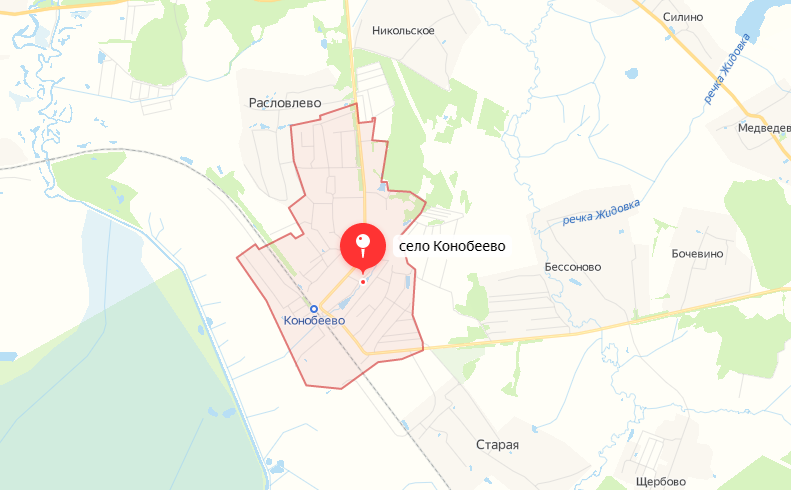 Силино
Никольское
речка Жидовка
Расловлево
Медведев
речка Жидовка
село Конобеево
Бочевино
Бессоново
Конобеево
Старая
Щербово